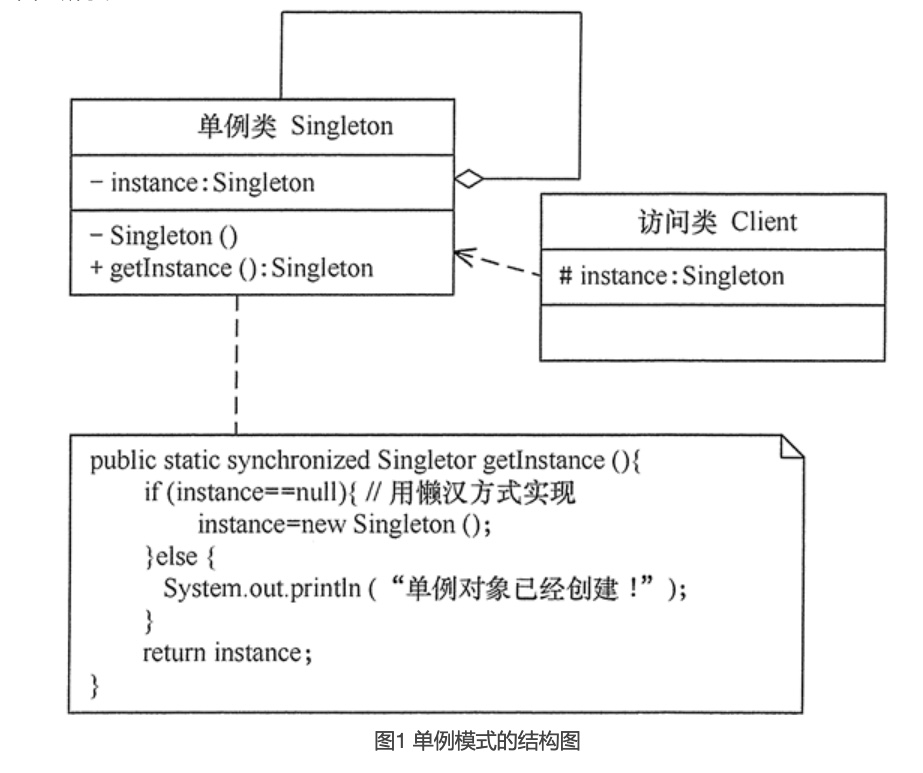 单例类 Singleton
- instance:Singleton
- Singleton ()
+ getInstance ():Singleton
访问类 Client
# instance:Singleton
public static synchronized Singletor getInstance (){
if (instance==null){ // 用懒汉方式实现
instance=new Singleton ();
}else {
System.out.println ( “单例对象已经创建！” );
}
return instance;
}
图1 单例模式的结构图